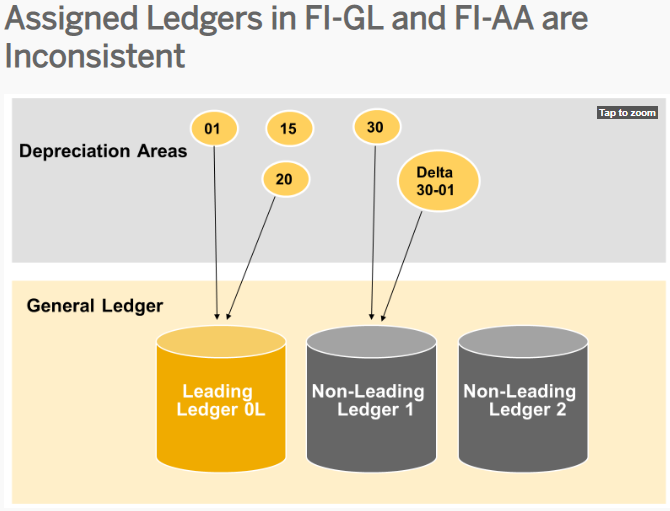 Assigned Ledgers in FI-GL and FI-AA are
Inconsistent
Tap to zoom
Depreciation Areas
01
15
30
20
Delta
30-01
General Ledger
Leading
Ledger 0L
Non-Leading
Ledger 1
Non-Leading
Ledger 2